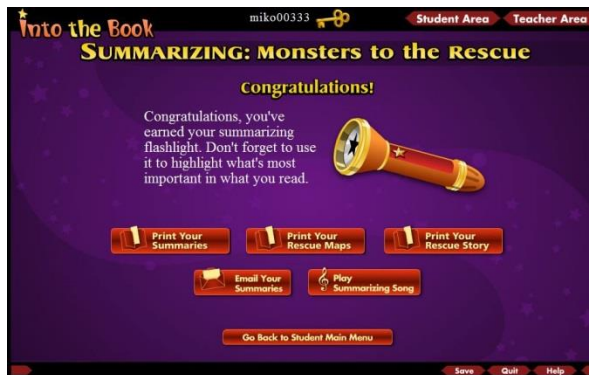 Into the Book
miko00333
Student Area
Teacher Area
SUMMARIZING: Monsters to the Rescue
Congratulations!
Congratulations, you've
earned your summarizing
flashlight. Don't forget to use
it to highlight what's most
important in what you read.
Print Your
Summaries
Print Your
Rescue Maps
Print Your
Rescue Story
Email Your
Summaries
Play
Summarizing Song
Go Back to Student Main Menu
Save
Quit
Help